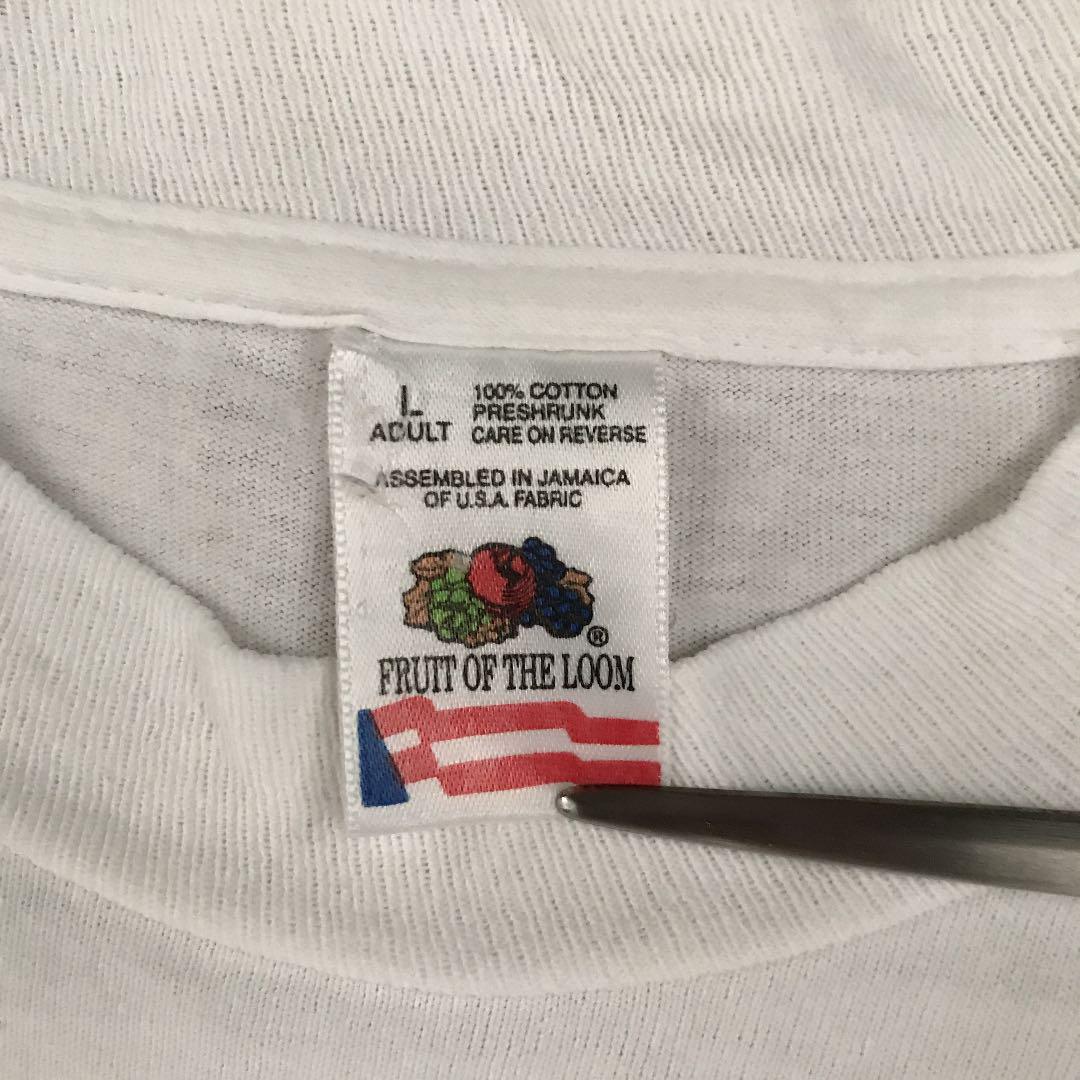 L
ADULT
100% COTTON
PRESHRUNK
CARE ON REVERSE
ASSEMBLED IN JAMAICA
OF U.S.A. FABRIC
®
FRUIT OF THE LOOM